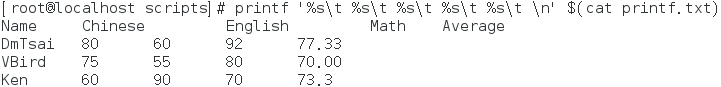 [root@localhost scripts]# printf '%s\t %s\t %s\t %s\t %s\t \n' $(cat printf.txt)
Name Chinese English Math Average
DmTsai 80 60 92 77.33
VBird 75 55 80 70.00
Ken 60 90 70 73.3